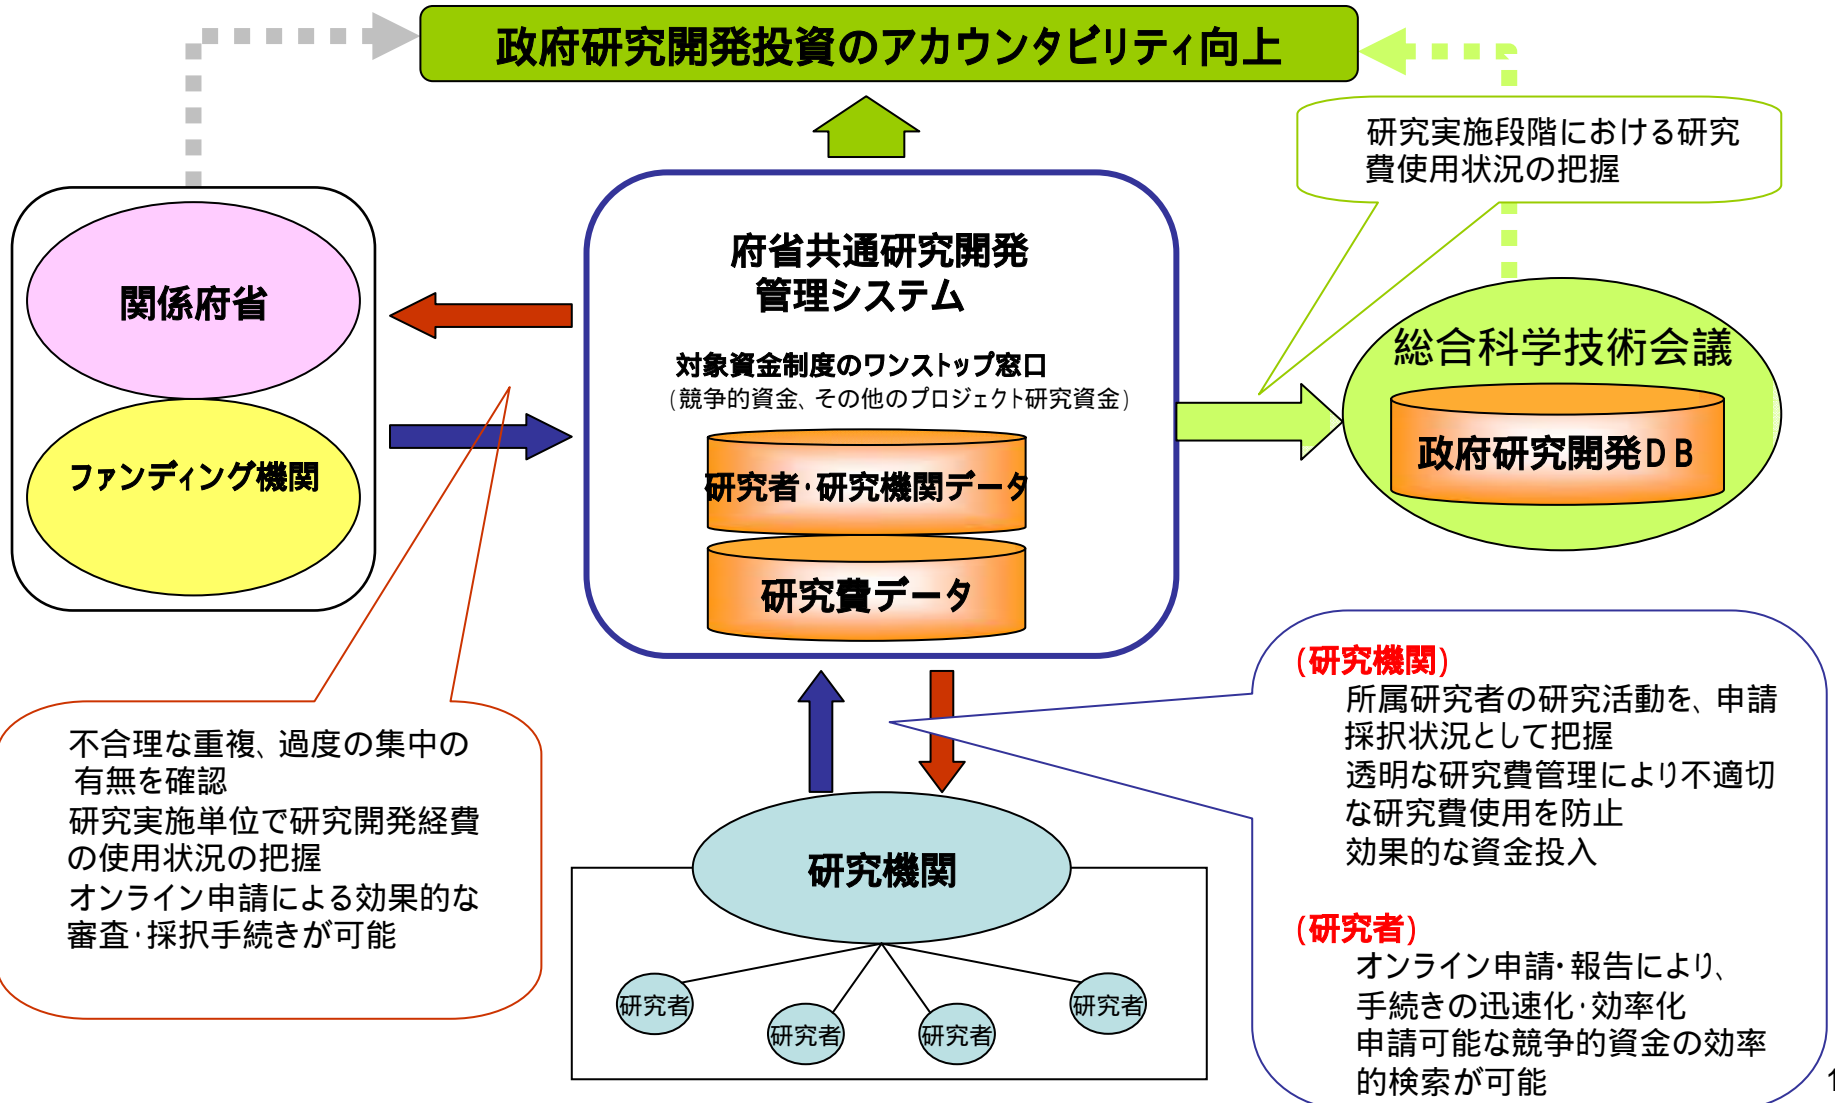 政府研究開発投資のアカウンタビリティ向上
研究実施段階における研究
費使用状況の把握
関係府省
ファンディング機関
府省共通研究開発
管理システム
対象資金制度のワンストップ窓口
(競争的資金、その他のプロジェクト研究資金)
研究者・研究機関データ
研究費データ
総合科学技術会議
政府研究開発DB
不合理な重複、過度の集中の
有無を確認
研究実施単位で研究開発経費
の使用状況の把握
オンライン申請による効果的な
審査・採択手続きが可能
研究機関
研究者
研究者
研究者
研究者
(研究機関)
所属研究者の研究活動を、申請
採択状況として把握
透明な研究費管理により不適切
な研究費使用を防止
効果的な資金投入
(研究者)
オンライン申請・報告により、
手続きの迅速化・効率化
申請可能な競争的資金の効率
的検索が可能
1